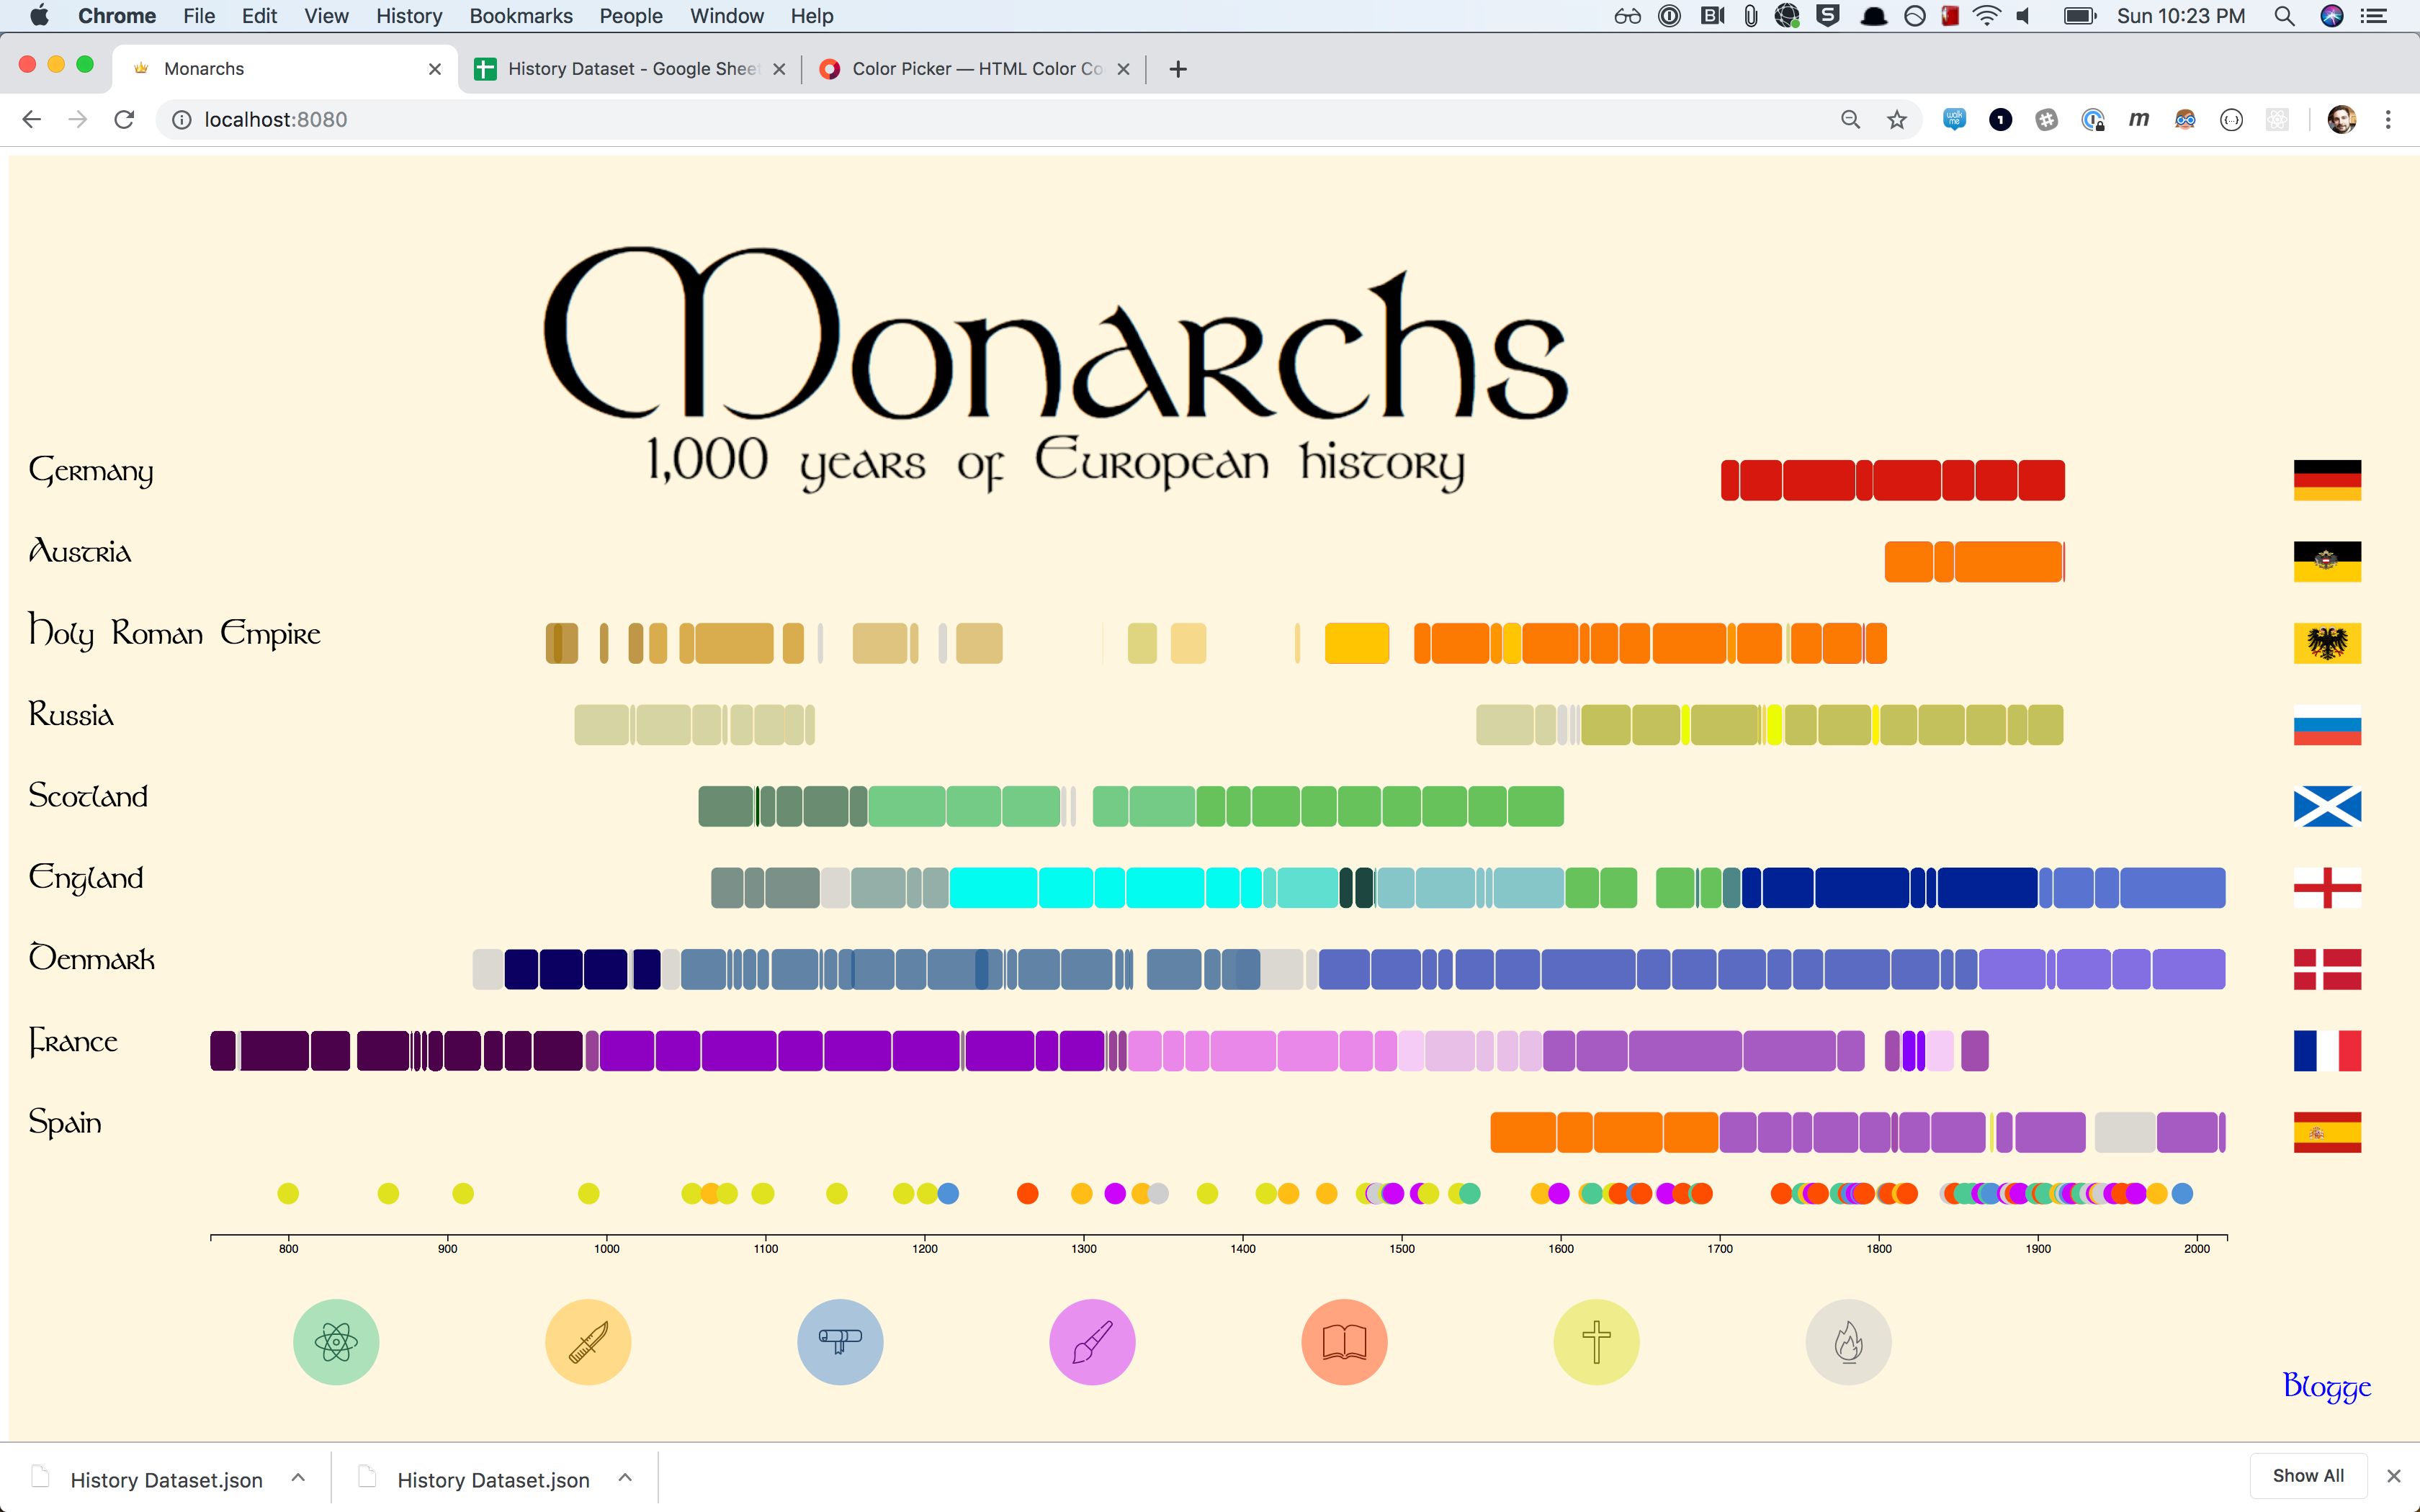 Chrome File Edit View History Bookmarks People Window Help Sun 10:23 PM
Monarchs
History Dataset - Google Shee
Color Picker — HTML Color Co
localhost:8080
Monarchs
1,000 years of European history
Germany
Austria
Holy Roman Empire
Russia
Scotland
England
Denmark
France
Spain
800 900 1000 1100 1200 1300 1400 1500 1600 1700 1800 1900 2000
Blogge
History Dataset.json
History Dataset.json
Show All